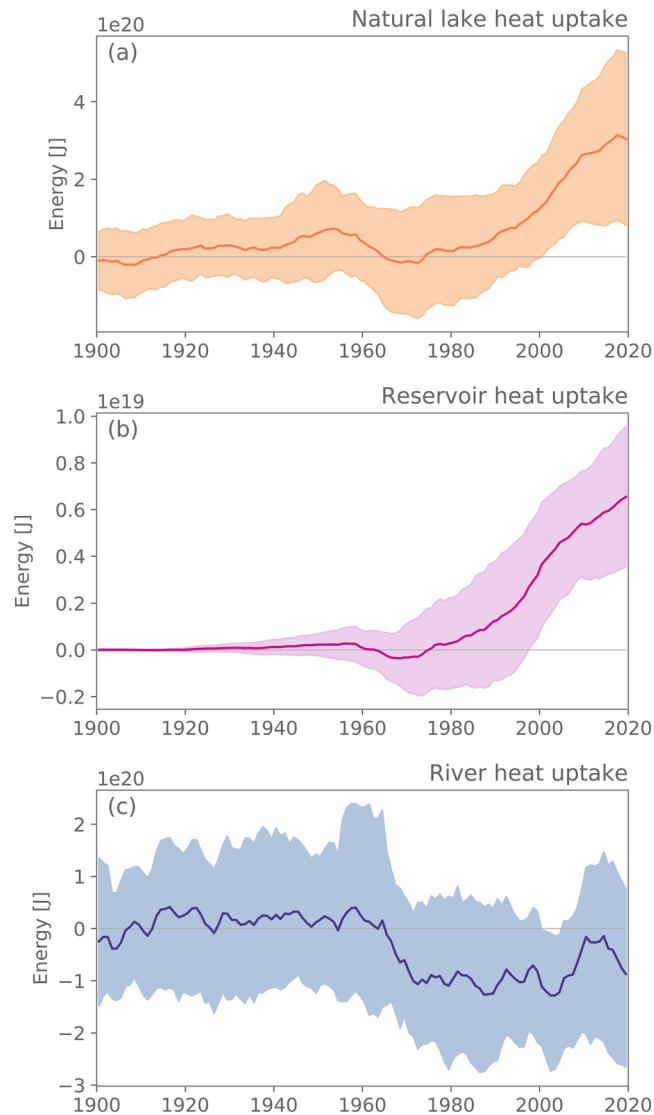 Natural lake heat uptake
1e20
(a)
4
2
0
Energy [J]
1900 1920 1940 1960 1980 2000 2020
Reservoir heat uptake
1e19
(b)
1.0
0.8
0.6
0.4
0.2
0.0
−0.2
Energy [J]
1900 1920 1940 1960 1980 2000 2020
River heat uptake
1e20
(c)
2
1
0
−1
−2
−3
Energy [J]
1900 1920 1940 1960 1980 2000 2020